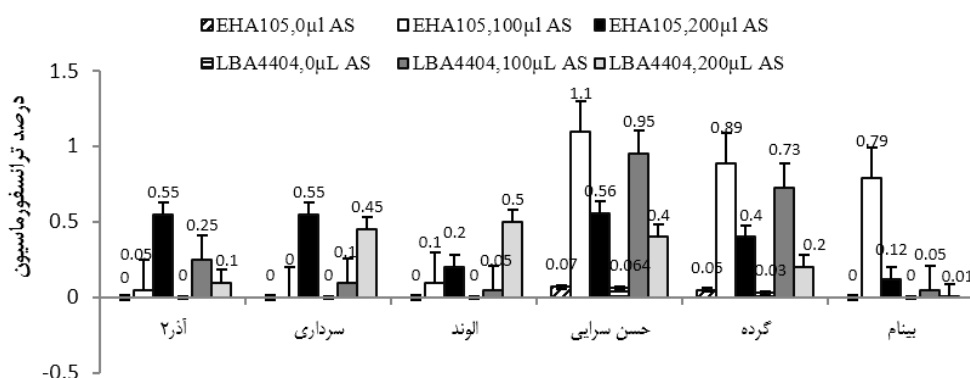 EHA105,0µl AS EHA105,100µl AS EHA105,200µl AS
LBA4404,0µL AS LBA4404,100µL AS LBA4404,200µL AS
درصد ترانسفورماسیون
1.5
1
0.5
0
-0.5
0 0.05 0.55 0 0.25 0.1
0 0 0.55 0 0.1 0.45
0 0.1 0.2 0 0.05 0.5
0.07 1.1 0.56 0.064 0.95 0.4
0.05 0.89 0.4 0.03 0.73 0.2
0 0.79 0.12 0 0.05 0.01
آذر۲ سرداری الوند حسن سرایی گرده بینام